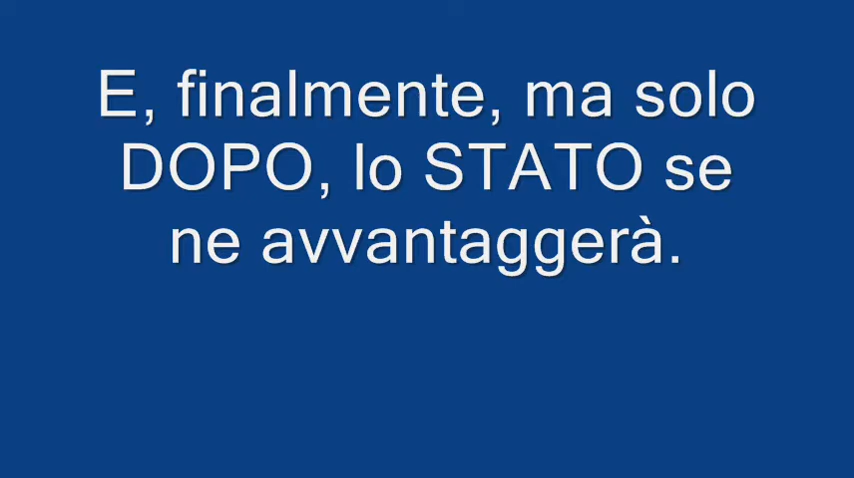 E, finalmente, ma solo
DOPO, lo STATO se
ne avvantaggerà.